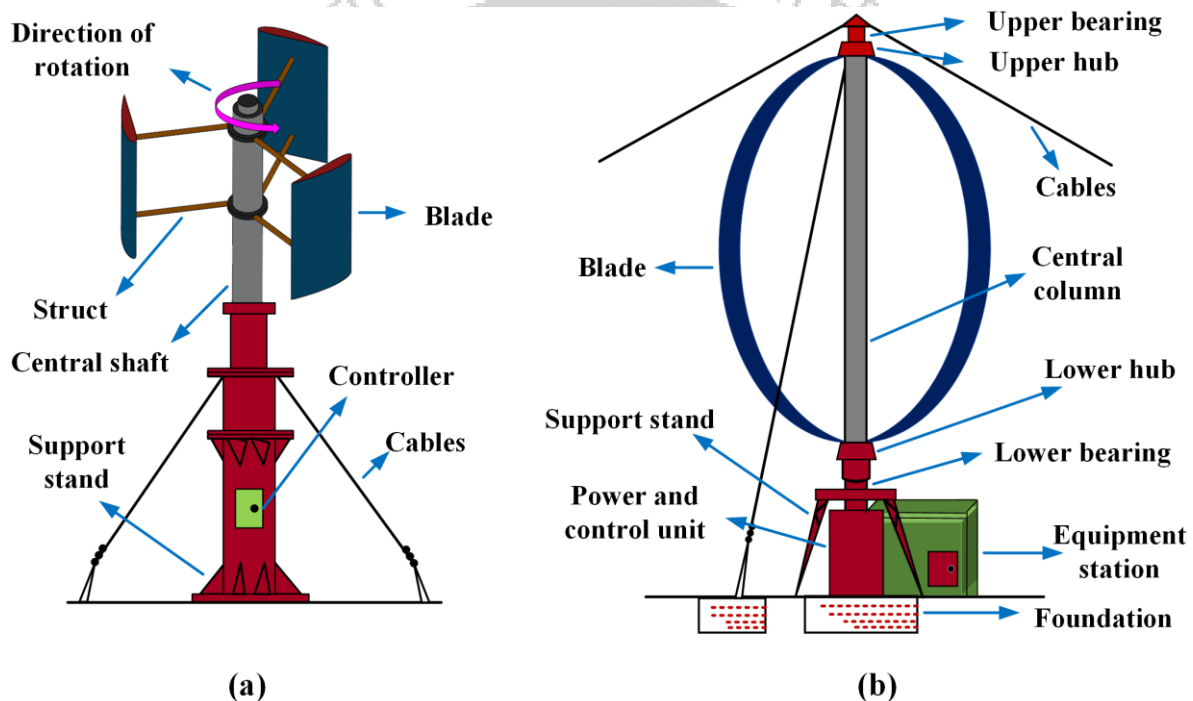 Direction of
rotation
Blade
Struct
Central shaft
Controller
Support
stand
Cables
(a)
Upper bearing
Upper hub
Cables
Blade
Central
column
Lower hub
Support stand
Lower bearing
Power and
control unit
Equipment
station
Foundation
(b)